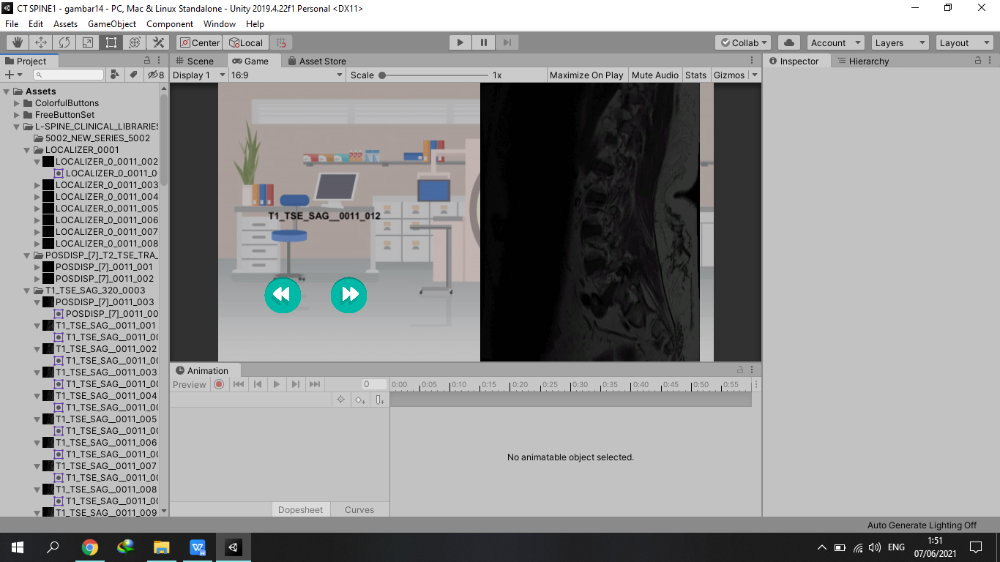 CT SPINE1 - gambar14 - PC, Mac & Linux Standalone - Unity 2019.4.22f1 Personal <DX11>
File Edit Assets GameObject Component Window Help
Center Local Collab Account Layers Layout
Project Scene Game Asset Store Inspector Hierarchy
8 Display 1 16:9 Scale 1x Maximize On Play Mute Audio Stats Gizmos
Assets
ColorfulButtons
FreeButtonSet
L-SPINE_CLINICAL_LIBRARIES
5002_NEW_SERIES_5002
LOCALIZER_0001
LOCALIZER_0_0011_002
LOCALIZER_0_0011_0
LOCALIZER_0_0011_003
LOCALIZER_0_0011_004
LOCALIZER_0_0011_005
LOCALIZER_0_0011_006
LOCALIZER_0_0011_007
LOCALIZER_0_0011_008
POSDISP_[7]_T2_TSE_TRA_
POSDISP_[7]_0011_001
POSDISP_[7]_0011_002
T1_TSE_SAG_320_0003
POSDISP_[7]_0011_003
POSDISP_[7]_0011_00
T1_TSE_SAG__0011_001
T1_TSE_SAG__0011_00
T1_TSE_SAG__0011_002
T1_TSE_SAG__0011_00
T1_TSE_SAG__0011_003
T1_TSE_SAG__0011_00
T1_TSE_SAG__0011_004
T1_TSE_SAG__0011_00
T1_TSE_SAG__0011_005
T1_TSE_SAG__0011_00
T1_TSE_SAG__0011_006
T1_TSE_SAG__0011_00
T1_TSE_SAG__0011_007
T1_TSE_SAG__0011_00
T1_TSE_SAG__0011_008
T1_TSE_SAG__0011_00
T1_TSE_SAG__0011_009
T1_TSE_SAG__0011_012
Animation
Preview 0 0:00 0:05 0:10 0:15 0:20 0:25 0:30 0:35 0:40 0:45 0:50 0:55
No animatable object selected.
Dopesheet Curves
Auto Generate Lighting Off
ENG 1:51
07/06/2021